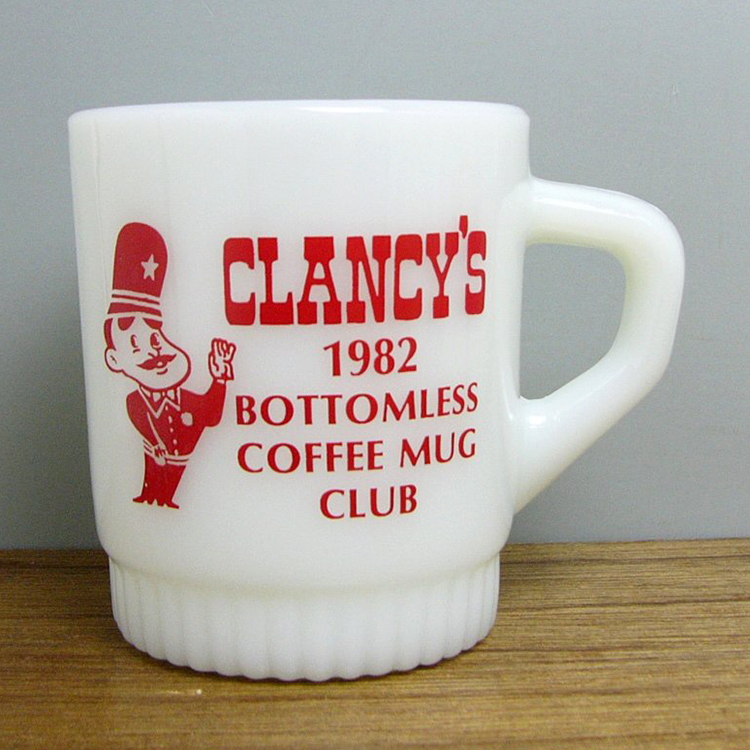 CLANCY'S
1982
BOTTOMLESS
COFFEE MUG
CLUB